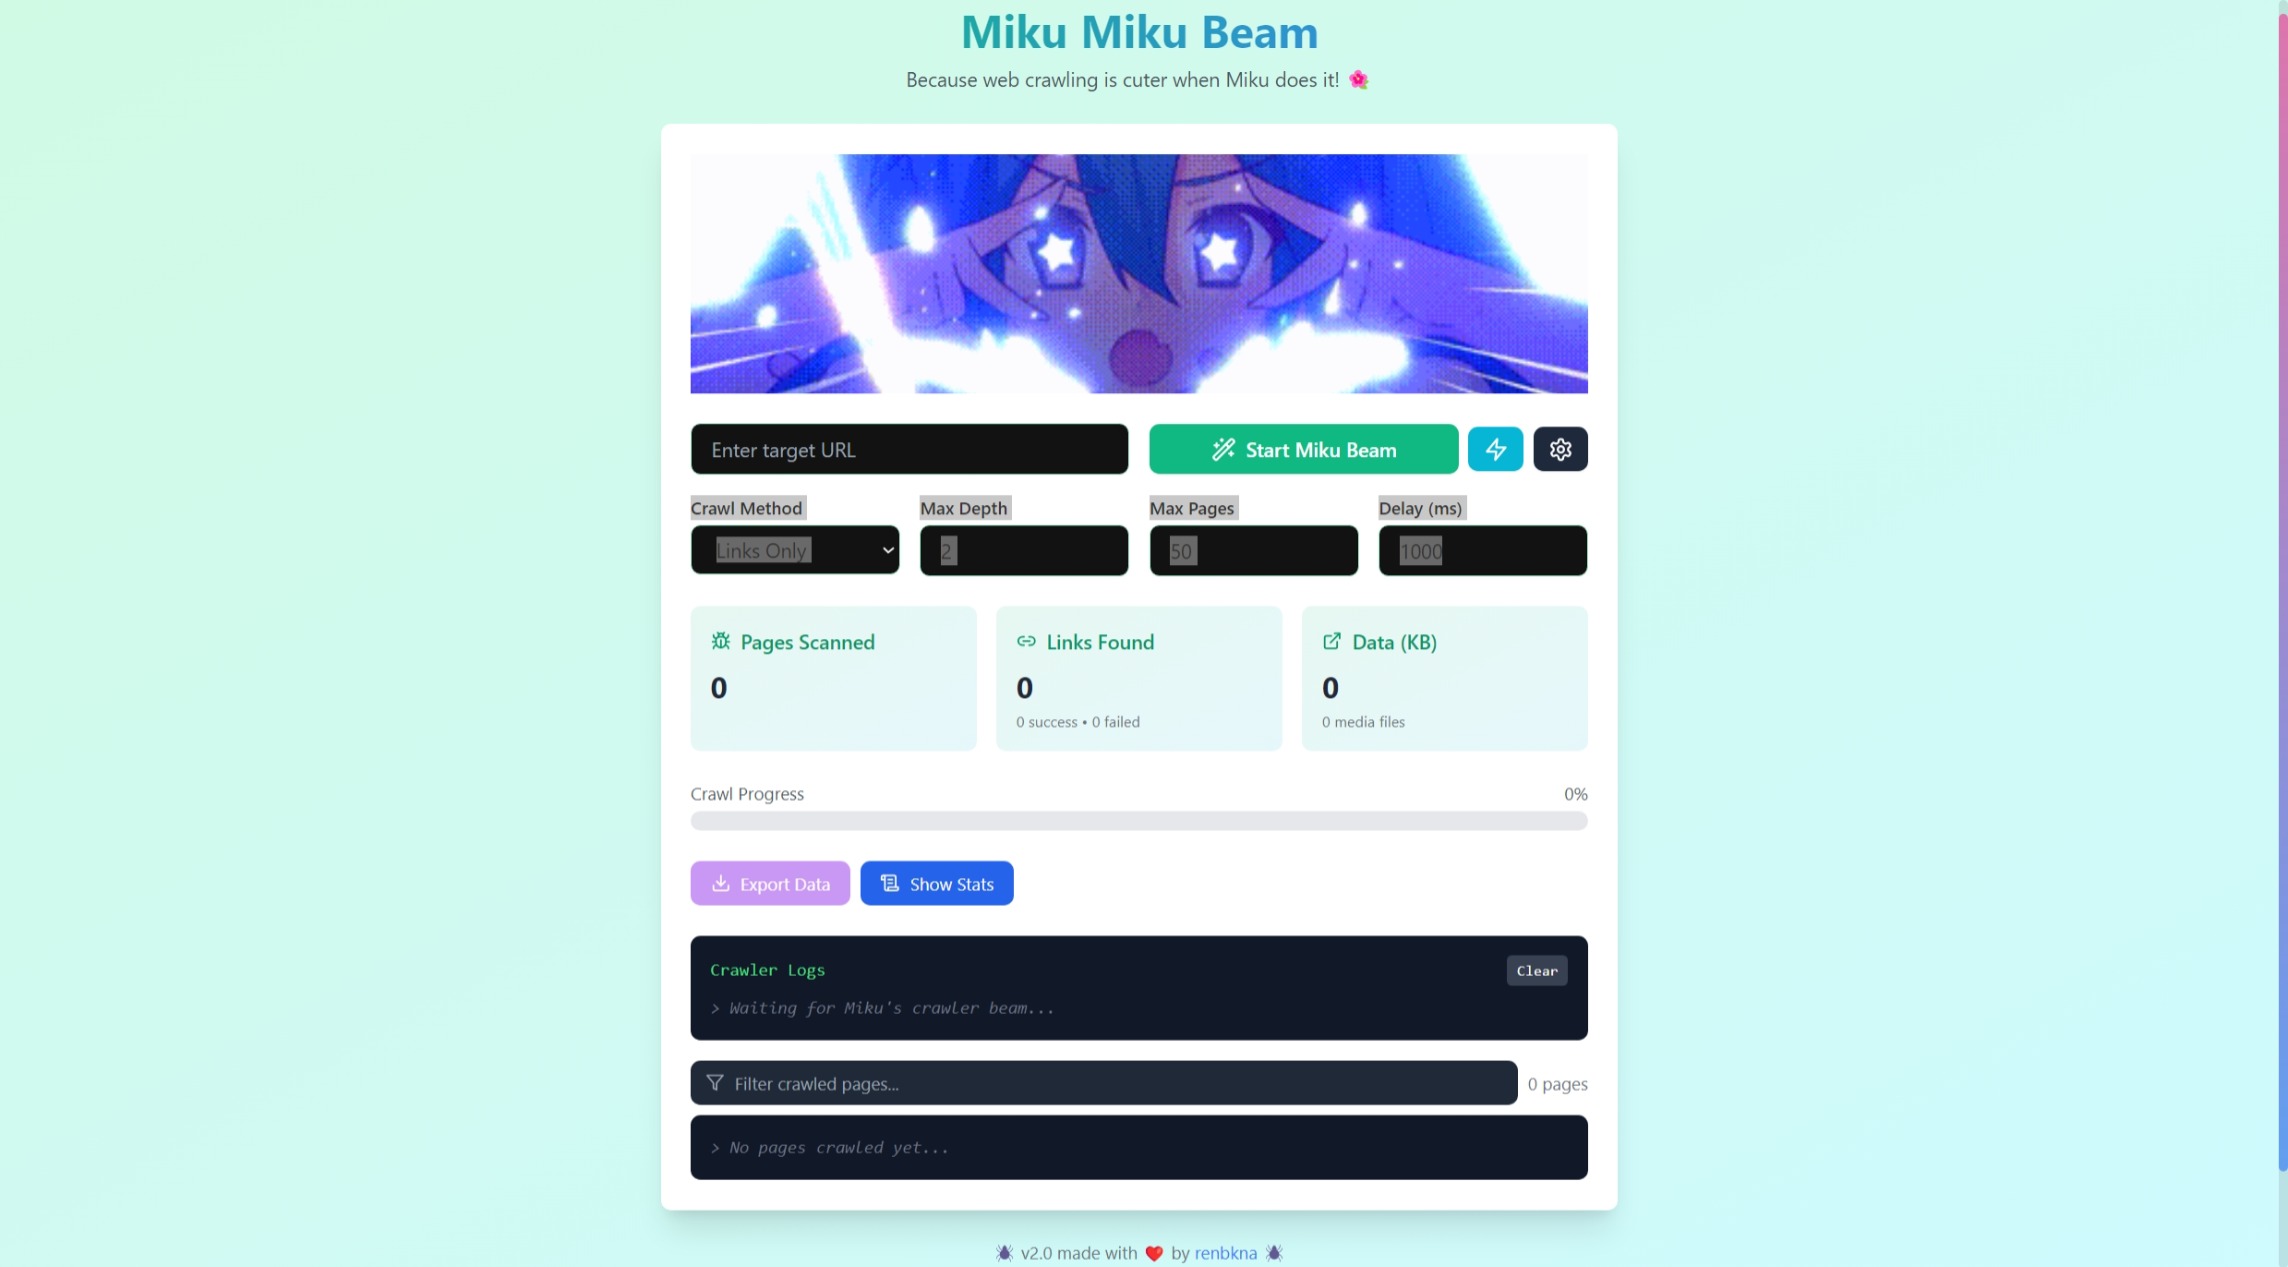 Miku Miku Beam
Because web crawling is cuter when Miku does it! 🌺
Enter target URL
Start Miku Beam
Crawl Method
Max Depth
Max Pages
Delay (ms)
Links Only
2
50
1000
Pages Scanned
Links Found
Data (KB)
0
0
0
0 success • 0 failed
0 media files
Crawl Progress
0%
Export Data
Show Stats
Crawler Logs
Clear
> Waiting for Miku's crawler beam...
Filter crawled pages...
0 pages
> No pages crawled yet...
🕷 v2.0 made with ❤️ by renbkna 🕷